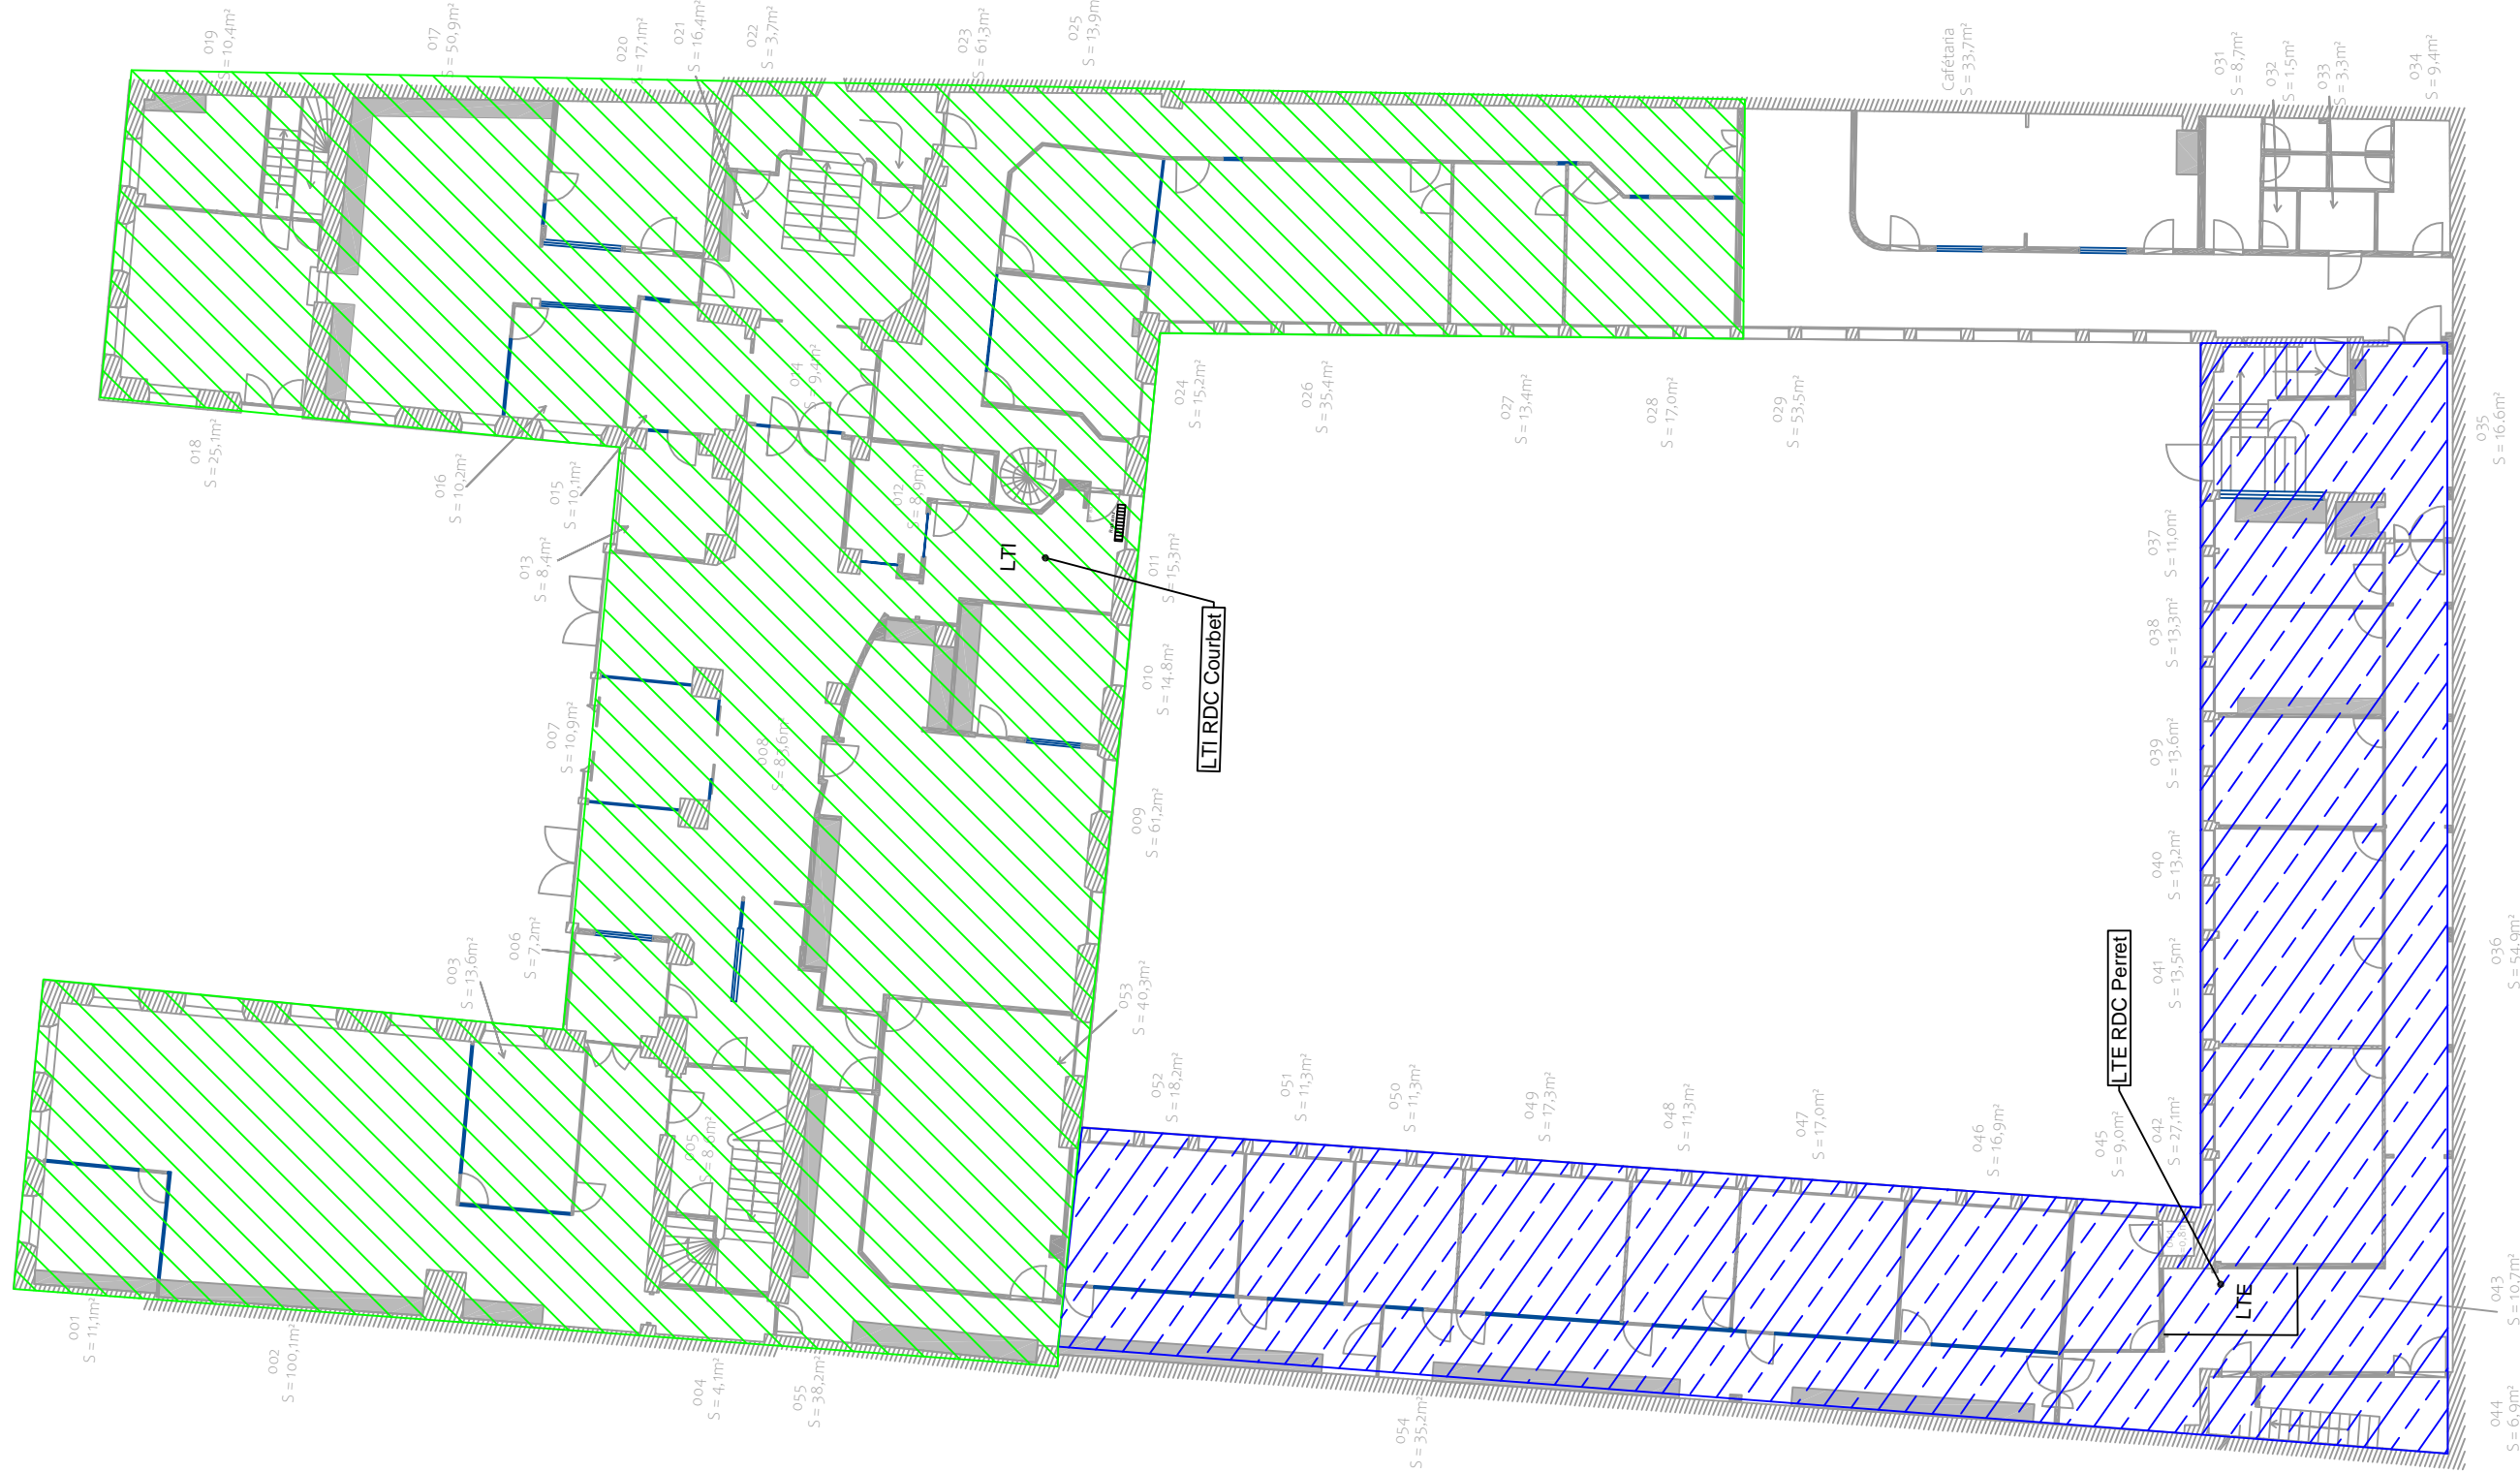 019
S = 10,4m²
017
S = 50,9m²
020
S = 17,1m²
021
S = 16,4m²
022
S = 3,7m²
023
S = 61,3m²
025
S = 13,9m
Cafétaria
S = 33,7m²
031
S = 8,7m²
032
S = 1,5m²
033
S = 3,3m²
034
S = 9,4m²
018
S = 25,1m²
016
S = 10,2m²
015
S = 10,1m²
014
S = 9,4m²
013
S = 8,4m²
012
S = 8,9m²
024
S = 15,2m²
026
S = 35,4m²
027
S = 13,4m²
028
S = 17,0m²
029
S = 53,5m²
035
S = 16.6m²
037
S = 11,0m²
038
S = 13,3m²
039
S = 13.6m²
040
S = 13,2m²
041
S = 13,5m²
042
S = 27,1m²
036
S = 54,9m²
LTI
LTI RDC Courbet
011
S = 15,3m²
010
S = 14.8m²
009
S = 61,2m²
007
S = 10,9m²
008
S = 83,6m²
006
S = 7,2m²
003
S = 13,6m²
053
S = 40,3m²
005
S = 8,6m²
052
S = 18,2m²
051
S = 11,3m²
050
S = 11,3m²
049
S = 17,3m²
048
S = 11,3m²
047
S = 17,0m²
046
S = 16,9m²
045
S = 9,0m²
LTE RDC Perret
LTE
043
S = 10,7m²
044
S = 6,9m²
001
S = 11,1m²
002
S = 100,1m²
004
S = 4,1m²
055
S = 38,2m²
054
S = 35,2m²